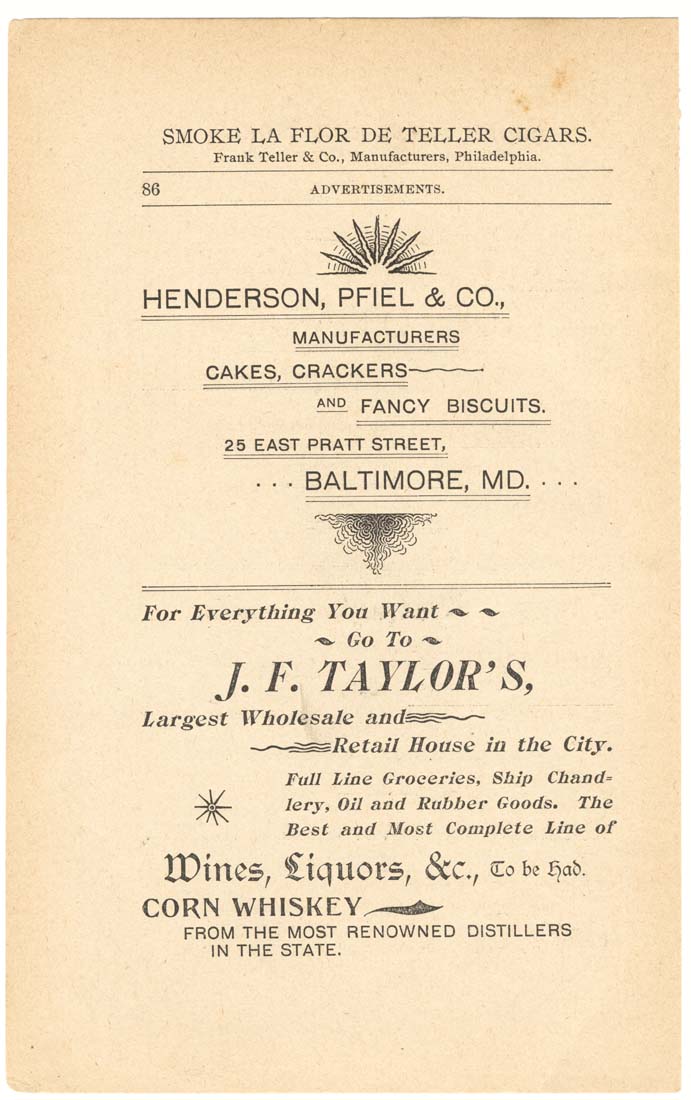 SMOKE LA FLOR DE TELLER CIGARS.
Frank Teller & Co., Manufacturers, Philadelphia.
86 ADVERTISEMENTS.
HENDERSON, PFIEL & CO.,
MANUFACTURERS
CAKES, CRACKERS
AND FANCY BISCUITS.
25 EAST PRATT STREET,
... BALTIMORE, MD. ...
For Everything You Want
Go To
J. F. TAYLOR'S,
Largest Wholesale and
Retail House in the City.
Full Line Groceries, Ship Chand=
lery, Oil and Rubber Goods. The
Best and Most Complete Line of
Wines, Liquors, &c., To be Had.
CORN WHISKEY
FROM THE MOST RENOWNED DISTILLERS
IN THE STATE.